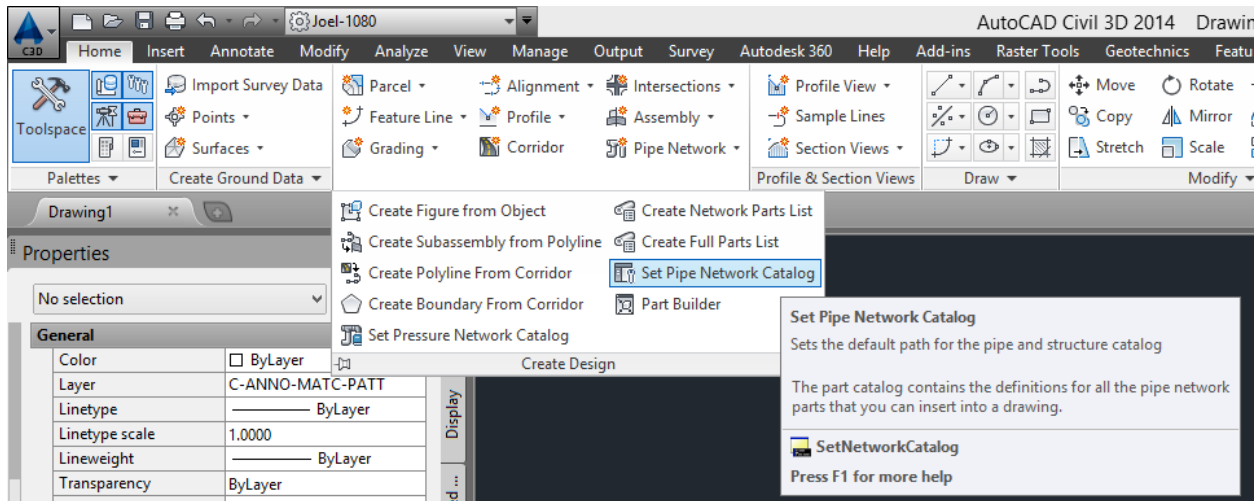 Joel-1080
AutoCAD Civil 3D 2014 Drawin
C3D Home Insert Annotate Modify Analyze View Manage Output Survey Autodesk 360 Help Add-ins Raster Tools Geotechnics Featu
Import Survey Data Parcel Alignment Intersections Profile View Move Rotate
Toolspace Points Feature Line Profile Assembly Sample Lines Copy Mirror
Surfaces Grading Corridor Pipe Network Section Views Stretch Scale
Palettes Create Ground Data Profile & Section Views Draw Modify
Drawing1
Create Figure from Object Create Network Parts List
Create Subassembly from Polyline Create Full Parts List
Properties
Create Polyline From Corridor Set Pipe Network Catalog
No selection
Create Boundary From Corridor Part Builder
Set Pressure Network Catalog
Create Design
General
Color ByLayer
Layer C-ANNO-MATC-PATT
Linetype ByLayer
Linetype scale 1.0000
Lineweight ByLayer
Transparency ByLayer
Display
Set Pipe Network Catalog
Sets the default path for the pipe and structure catalog
The part catalog contains the definitions for all the pipe network
parts that you can insert into a drawing.
SetNetworkCatalog
Press F1 for more help